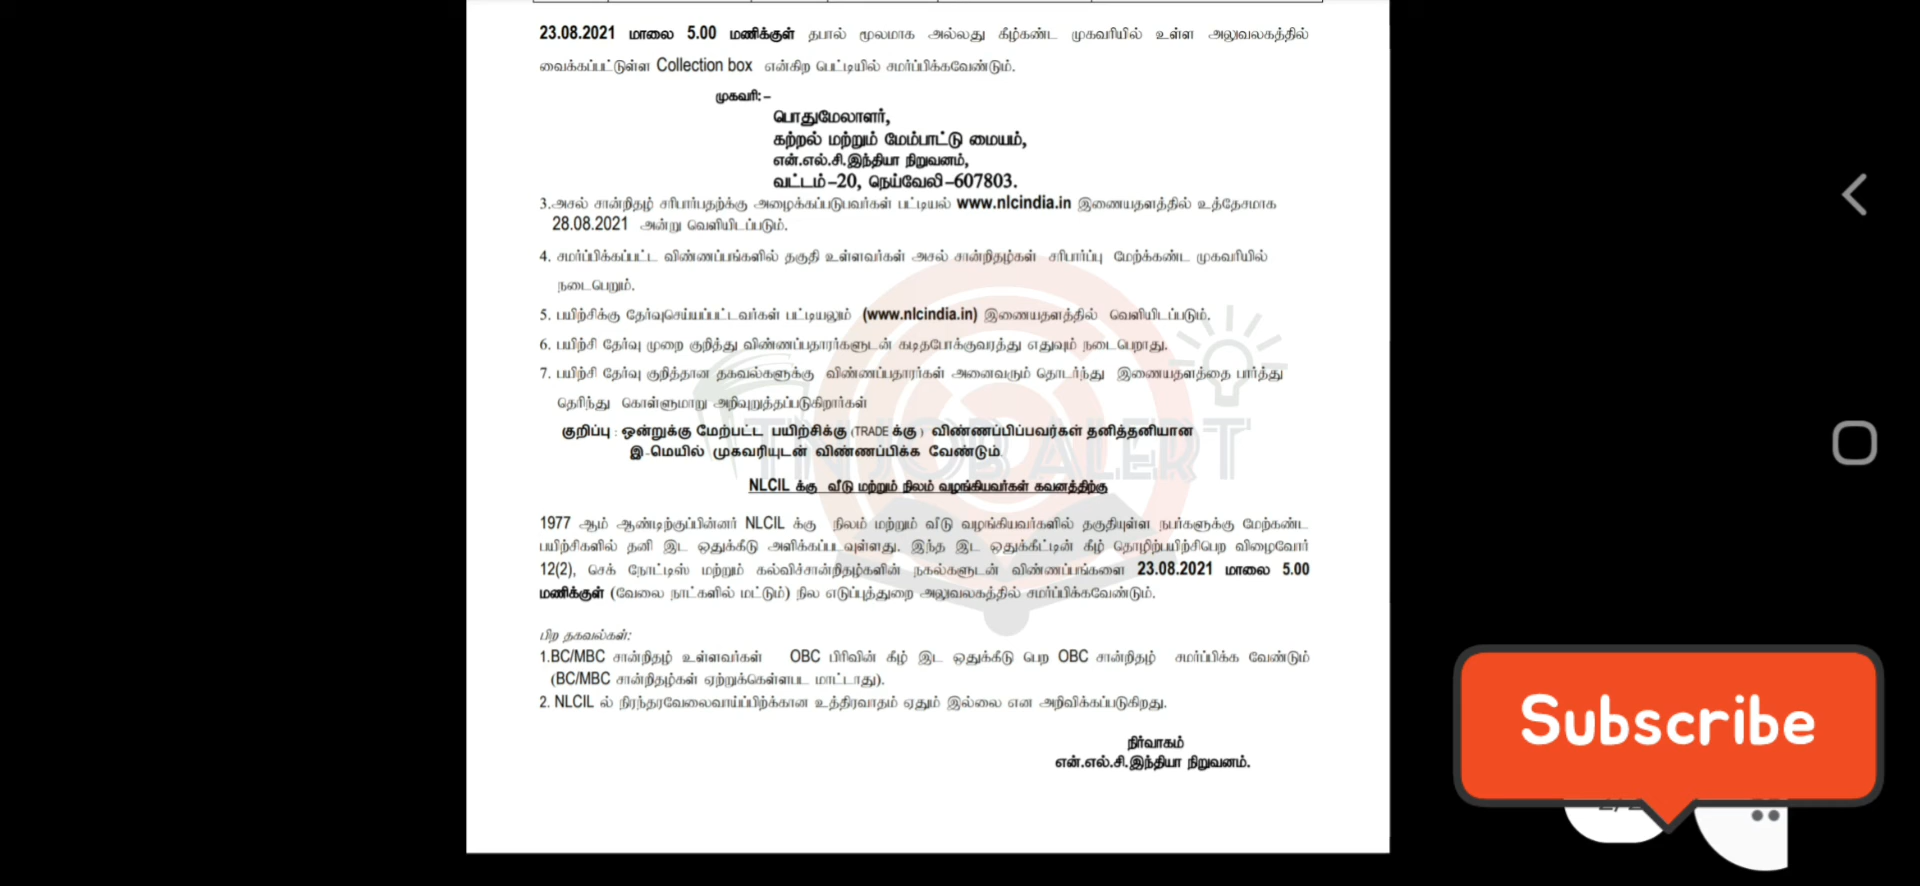 23.08.2021 மாலை 5.00 மணிக்குள் தபால் மூலமாக அல்லது கீழ்கண்ட முகவரியில் உள்ள அலுவலகத்தில்
வைக்கப்பட்டுள்ள Collection box என்கிற பெட்டியில் சமர்ப்பிக்கவேண்டும்.
முகவரி:–
பொதுமேலாளர்,
கற்றல் மற்றும் மேம்பாட்டு மையம்,
என்.எல்.சி.இந்தியா நிறுவனம்,
வட்டம்–20, நெய்வேலி–607803.
3.அசல் சான்றிதழ் சரிபார்பதற்க்கு அழைக்கப்படுபவர்கள் பட்டியல் www.nlcindia.in இணையதளத்தில் உத்தேசமாக
28.08.2021 அன்று வெளியிடப்படும்.
4. சமர்ப்பிக்கப்பட்ட விண்ணப்பங்களில் தகுதி உள்ளவர்கள் அசல் சான்றிதழ்கள் சரிபார்ப்பு மேற்க்கண்ட முகவரியில்
நடைபெறும்.
5. பயிற்சிக்கு தேர்வுசெய்யப்பட்டவர்கள் பட்டியலும் (www.nlcindia.in) இணையதளத்தில் வெளியிடப்படும்.
6. பயிற்சி தேர்வு முறை குறித்து விண்ணப்பதாரர்களுடன் கடிதபோக்குவரத்து எதுவும் நடைபெறாது.
7. பயிற்சி தேர்வு குறித்தான தகவல்களுக்கு விண்ணப்பதாரர்கள் அனைவரும் தொடர்ந்து இணையதளத்தை பார்த்து
தெரிந்து கொள்ளுமாறு அறிவுறுத்தப்படுகிறார்கள்
TNJOB ALERT
குறிப்பு : ஒன்றுக்கு மேற்பட்ட பயிற்சிக்கு (TRADE க்கு) விண்ணப்பிப்பவர்கள் தனித்தனியான
இ-மெயில் முகவரியுடன் விண்ணப்பிக்க வேண்டும்.
NLCIL க்கு வீடு மற்றும் நிலம் வழங்கியவர்கள் கவனத்திற்கு
1977 ஆம் ஆண்டிற்குப்பின்னர் NLCIL க்கு நிலம் மற்றும் வீடு வழங்கியவர்களில் தகுதியுள்ள நபர்களுக்கு மேற்கண்ட
பயிற்சிகளில் தனி இட ஒதுக்கீடு அளிக்கப்படவுள்ளது. இந்த இட ஒதுக்கீட்டின் கீழ் தொழிற்பயிற்சிபெற விழைவோர்
12(2), செக் நோட்டிஸ் மற்றும் கல்விச்சான்றிதழ்களின் நகல்களுடன் விண்ணப்பங்களை 23.08.2021 மாலை 5.00
மணிக்குள் (வேலை நாட்களில் மட்டும்) நில எடுப்புத்துறை அலுவலகத்தில் சமர்ப்பிக்கவேண்டும்.
பிற தகவல்கள்:
1.BC/MBC சான்றிதழ் உள்ளவர்கள் OBC பிரிவின் கீழ் இட ஒதுக்கீடு பெற OBC சான்றிதழ் சமர்ப்பிக்க வேண்டும்
(BC/MBC சான்றிதழ்கள் ஏற்றுக்கெள்ளபட மாட்டாது).
2. NLCIL ல் நிரந்தரவேலைவாய்ப்பிற்க்கான உத்திரவாதம் ஏதும் இல்லை என அறிவிக்கப்படுகிறது.
நிர்வாகம்
என்.எல்.சி.இந்தியா நிறுவனம்.
Subscribe